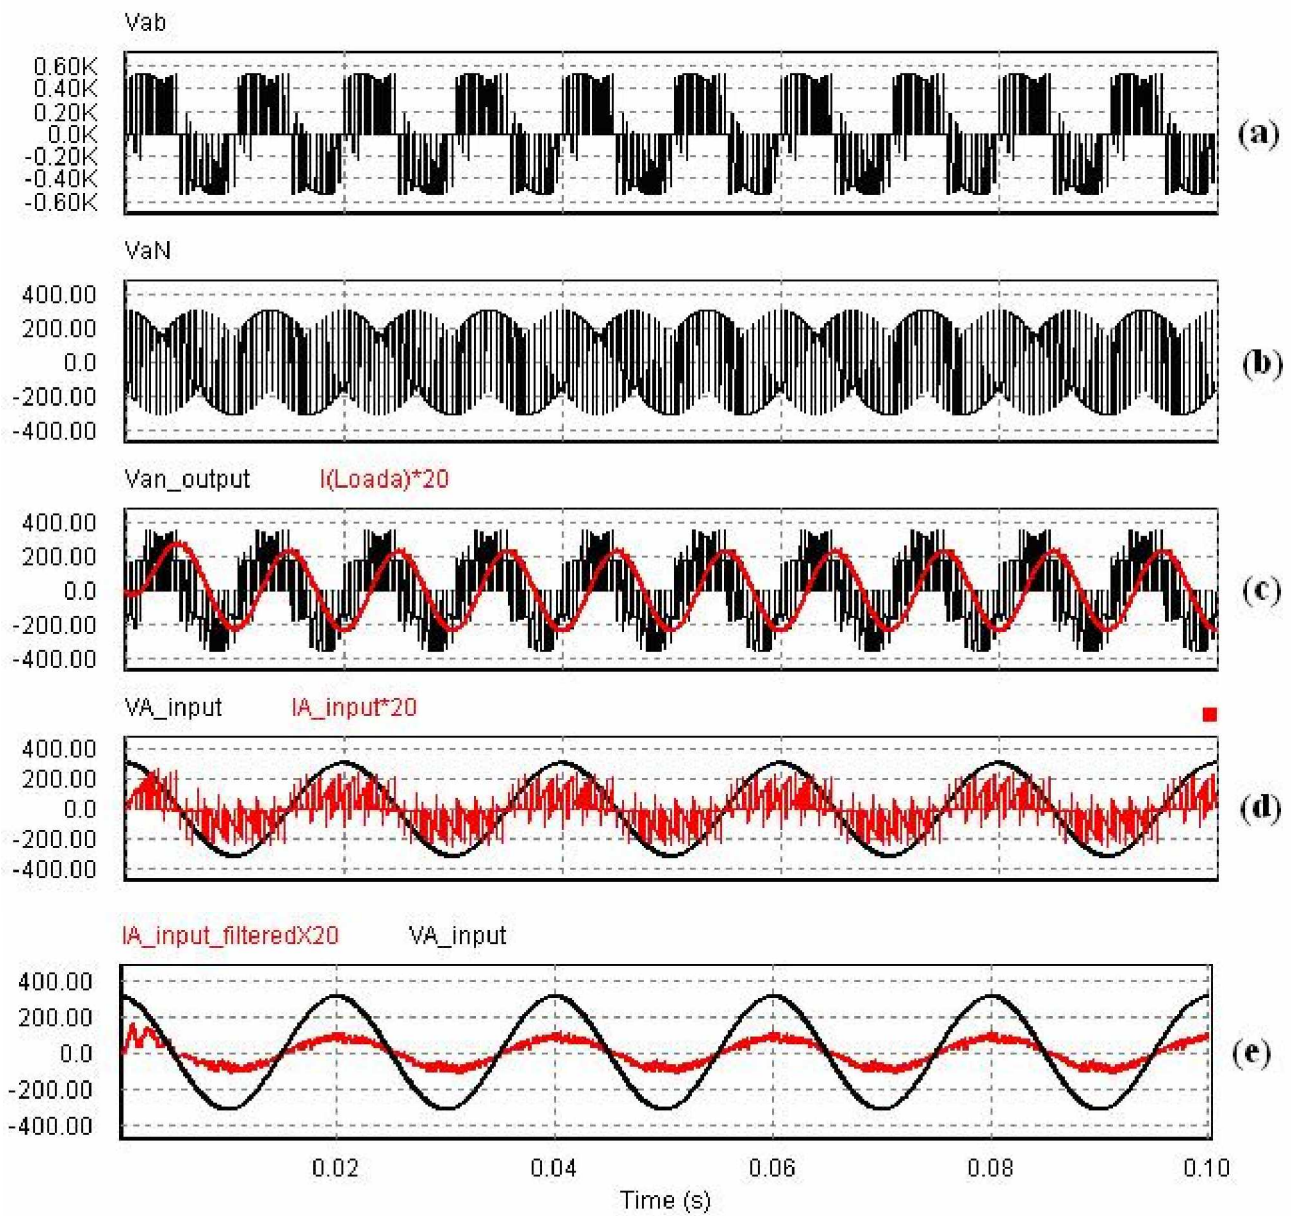 Vab
0.60K
0.40K
0.20K
0.0K
-0.20K
-0.40K
-0.60K
(a)
VaN
400.00
200.00
0.0
-200.00
-400.00
(b)
Van_output I(Loada)*20
400.00
200.00
0.0
-200.00
-400.00
(c)
VA_input IA_input*20
400.00
200.00
0.0
-200.00
-400.00
(d)
IA_input_filteredX20 VA_input
400.00
200.00
0.0
-200.00
-400.00
(e)
0.02 0.04 0.06 0.08 0.10
Time (s)